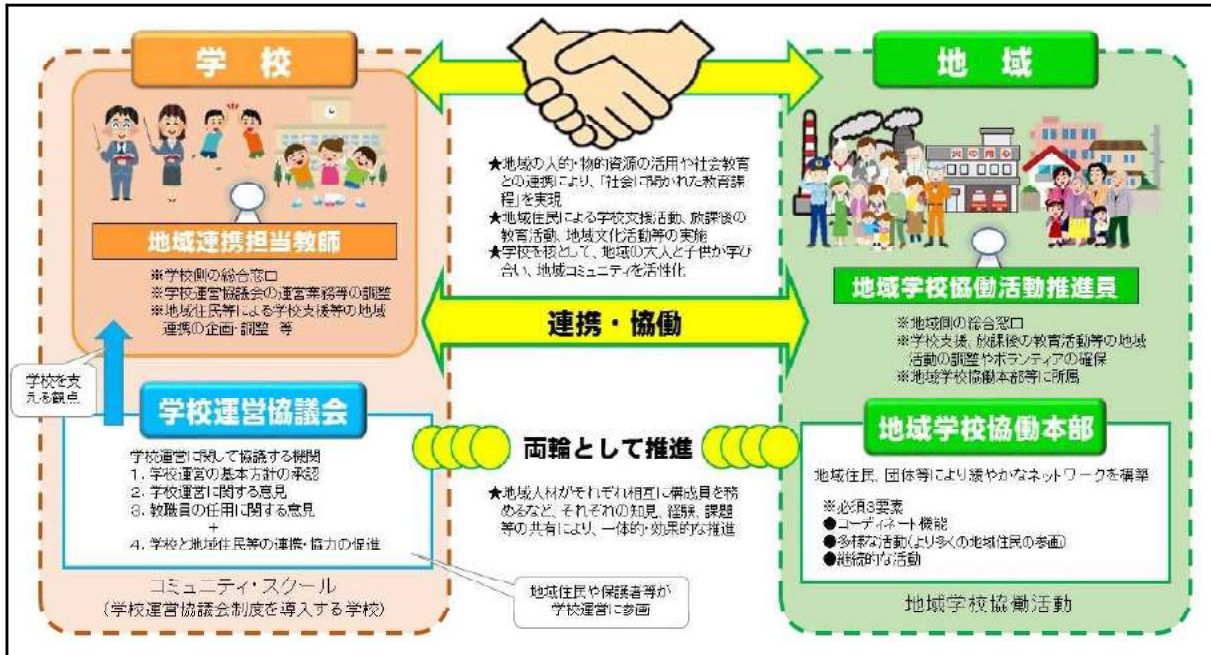 学校
地域連携担当教師
※学校側の総合窓口
※学校運営協議会の運営業務等の調整
※地域住民等による学校支援等の地域
連携の企画・調整 等
学校を支
える観点
学校運営協議会
学校運営に関して協議する機関
1. 学校運営の基本方針の承認
2. 学校運営に関する意見
3. 教職員の任用に関する意見
+
4. 学校と地域住民等の連携・協力の促進
コミュニティ・スクール
(学校運営協議会制度を導入する学校)
★地域の人的・物的資源の活用や社会教育
との連携により、「社会に開かれた教育課
程」を実現
★地域住民による学校支援活動、放課後の
教育活動、地域文化活動等の実施
★学校を核として、地域の大人と子供が学び
合い、地域コミュニティを活性化
連携・協働
両輪として推進
★地域人材がそれぞれ相互に構成員を務
めるなど、それぞれの知見、経験、課題
等の共有により、一体的・効果的な推進
地域住民や保護者等が
学校運営に参画
地域
地域学校協働活動推進員
※地域側の総合窓口
※学校支援、放課後の教育活動等の地域
活動の調整やボランティアの確保
※地域学校協働本部等に所属
地域学校協働本部
地域住民、団体等により緩やかなネットワークを構築
※必須3要素
●コーディネート機能
●多様な活動(より多くの地域住民の参画)
●継続的な活動
地域学校協働活動